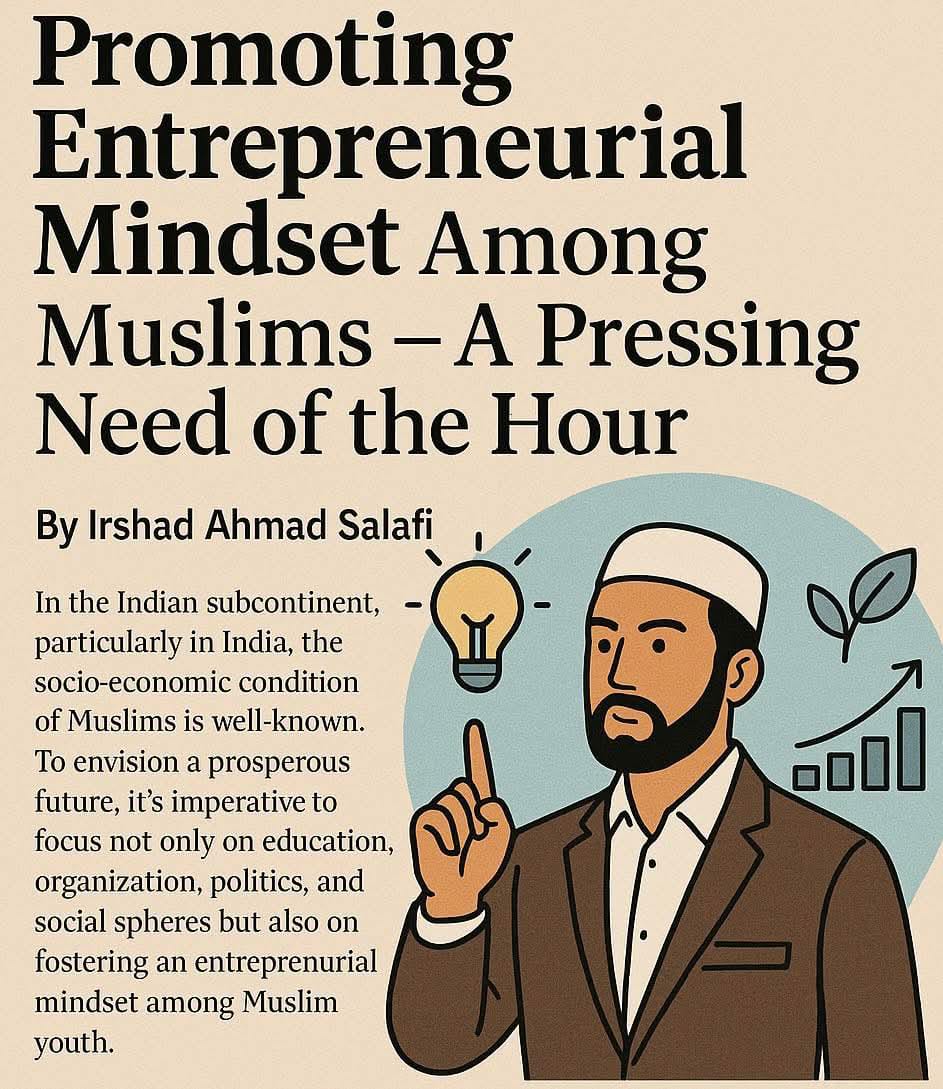 Promoting
Entrepreneurial
Mindset Among
Muslims – A Pressing
Need of the Hour
By Irshad Ahmad Salafi
In the Indian subcontinent,
particularly in India, the
socio-economic condition
of Muslims is well-known.
To envision a prosperous
future, it’s imperative to
focus not only on education,
organization, politics, and
social spheres but also on
fostering an entreprenurial
mindset among Muslim
youth.